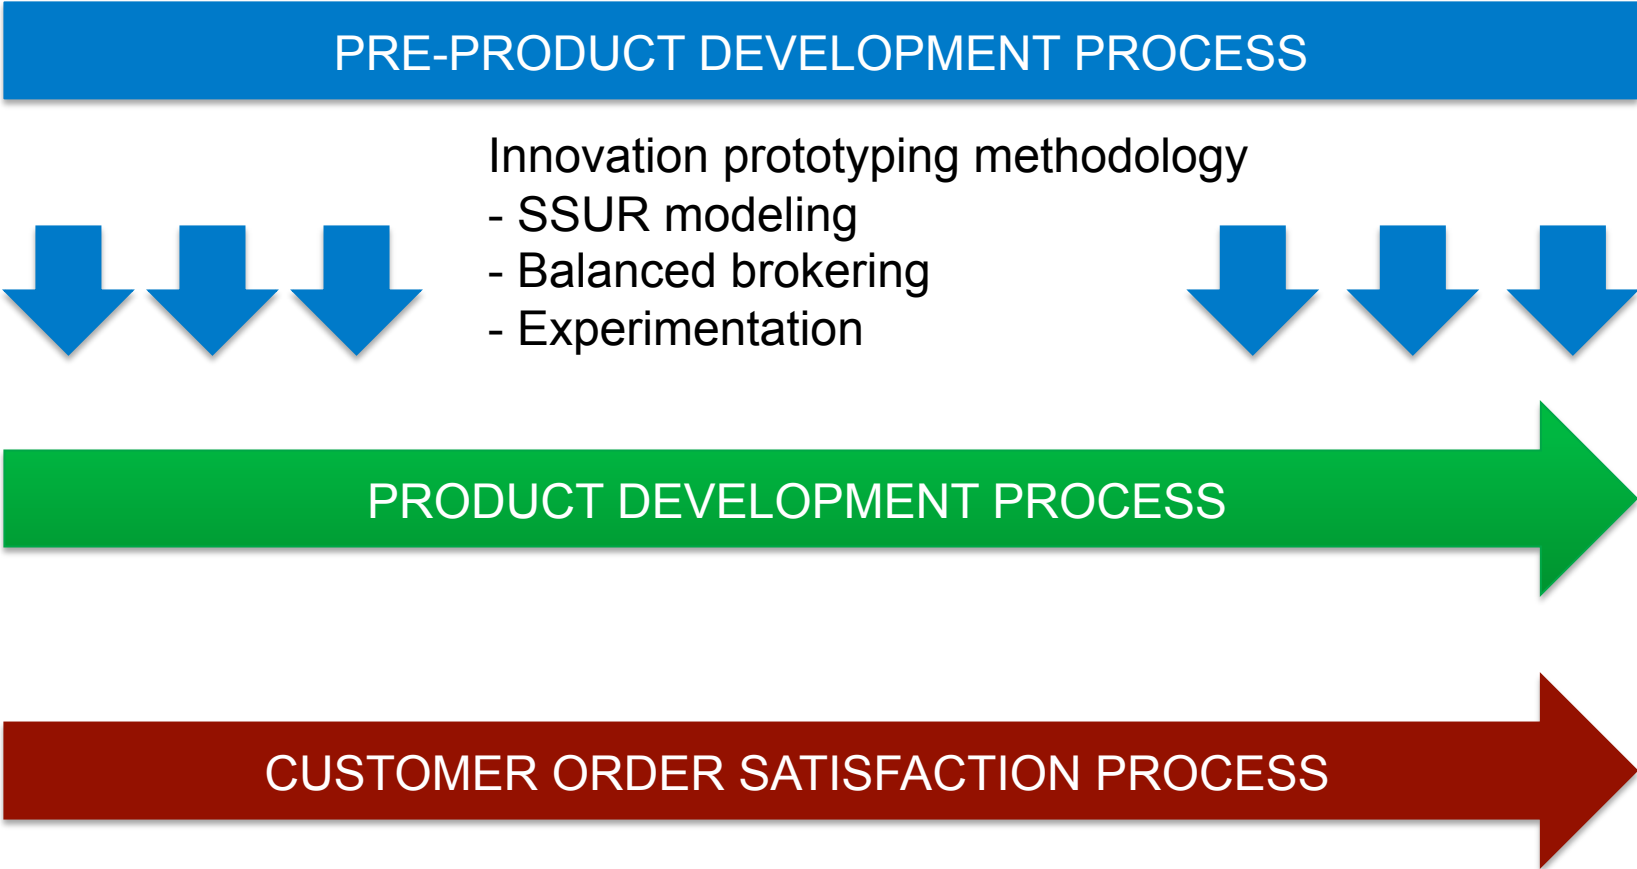 PRE-PRODUCT DEVELOPMENT PROCESS
Innovation prototyping methodology
- SSUR modeling
- Balanced brokering
- Experimentation
PRODUCT DEVELOPMENT PROCESS
CUSTOMER ORDER SATISFACTION PROCESS